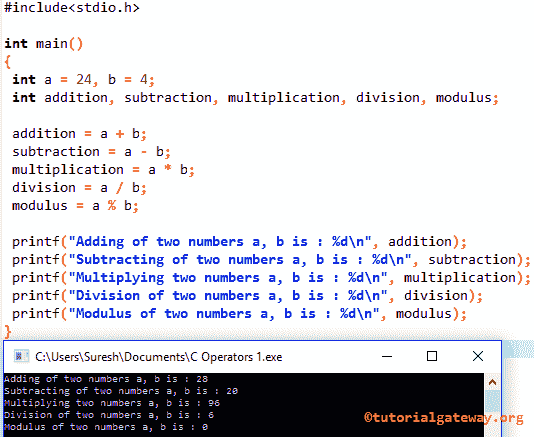 #include<stdio.h>
int main()
{
int a = 24, b = 4;
int addition, subtraction, multiplication, division, modulus;
addition = a + b;
subtraction = a - b;
multiplication = a * b;
division = a / b;
modulus = a % b;
printf("Adding of two numbers a, b is : %d\n", addition);
printf("Subtracting of two numbers a, b is : %d\n", subtraction);
printf("Multiplying two numbers a, b is : %d\n", multiplication);
printf("Division of two numbers a, b is : %d\n", division);
printf("Modulus of two numbers a, b is : %d\n", modulus);
}
C:\Users\Suresh\Documents\C Operators 1.exe
Adding of two numbers a, b is : 28
Subtracting of two numbers a, b is : 20
Multiplying two numbers a, b is : 96
Division of two numbers a, b is : 6
Modulus of two numbers a, b is : 0
©tutorialgateway.org